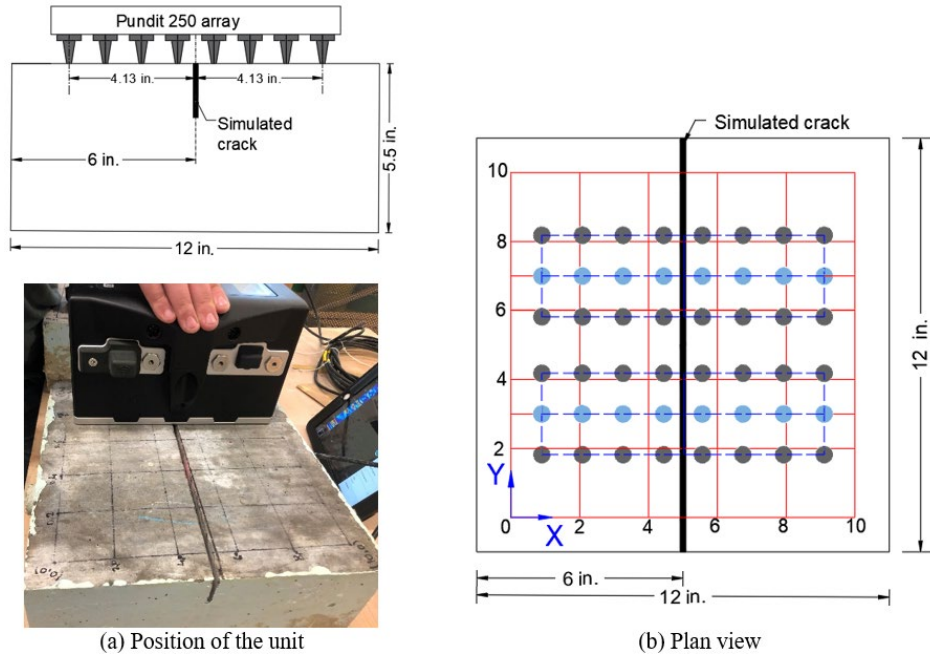 Pundit 250 array
4.13 in.
4.13 in.
Simulated
crack
6 in.
5.5 in.
12 in.
(a) Position of the unit
Simulated crack
10
8
6
4
2
Y
0
X
2
4
6
8
10
12 in.
6 in.
12 in.
(b) Plan view